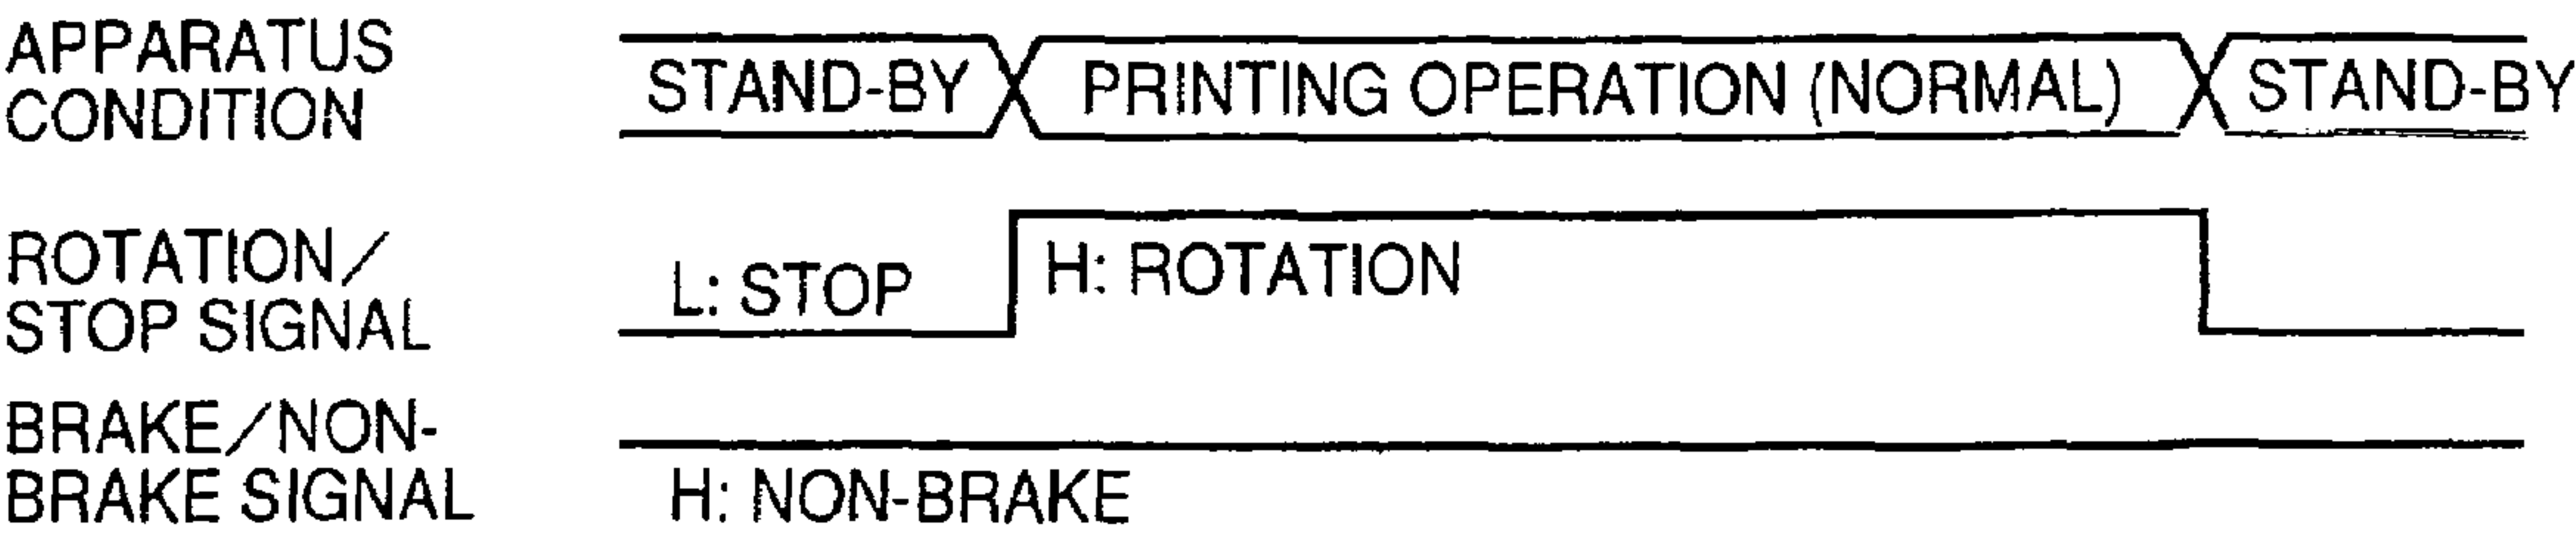 APPARATUS
CONDITION
STAND-BY
PRINTING OPERATION (NORMAL)
STAND-BY
ROTATION/
STOP SIGNAL
L: STOP
H: ROTATION
BRAKE/NON-
BRAKE SIGNAL
H: NON-BRAKE